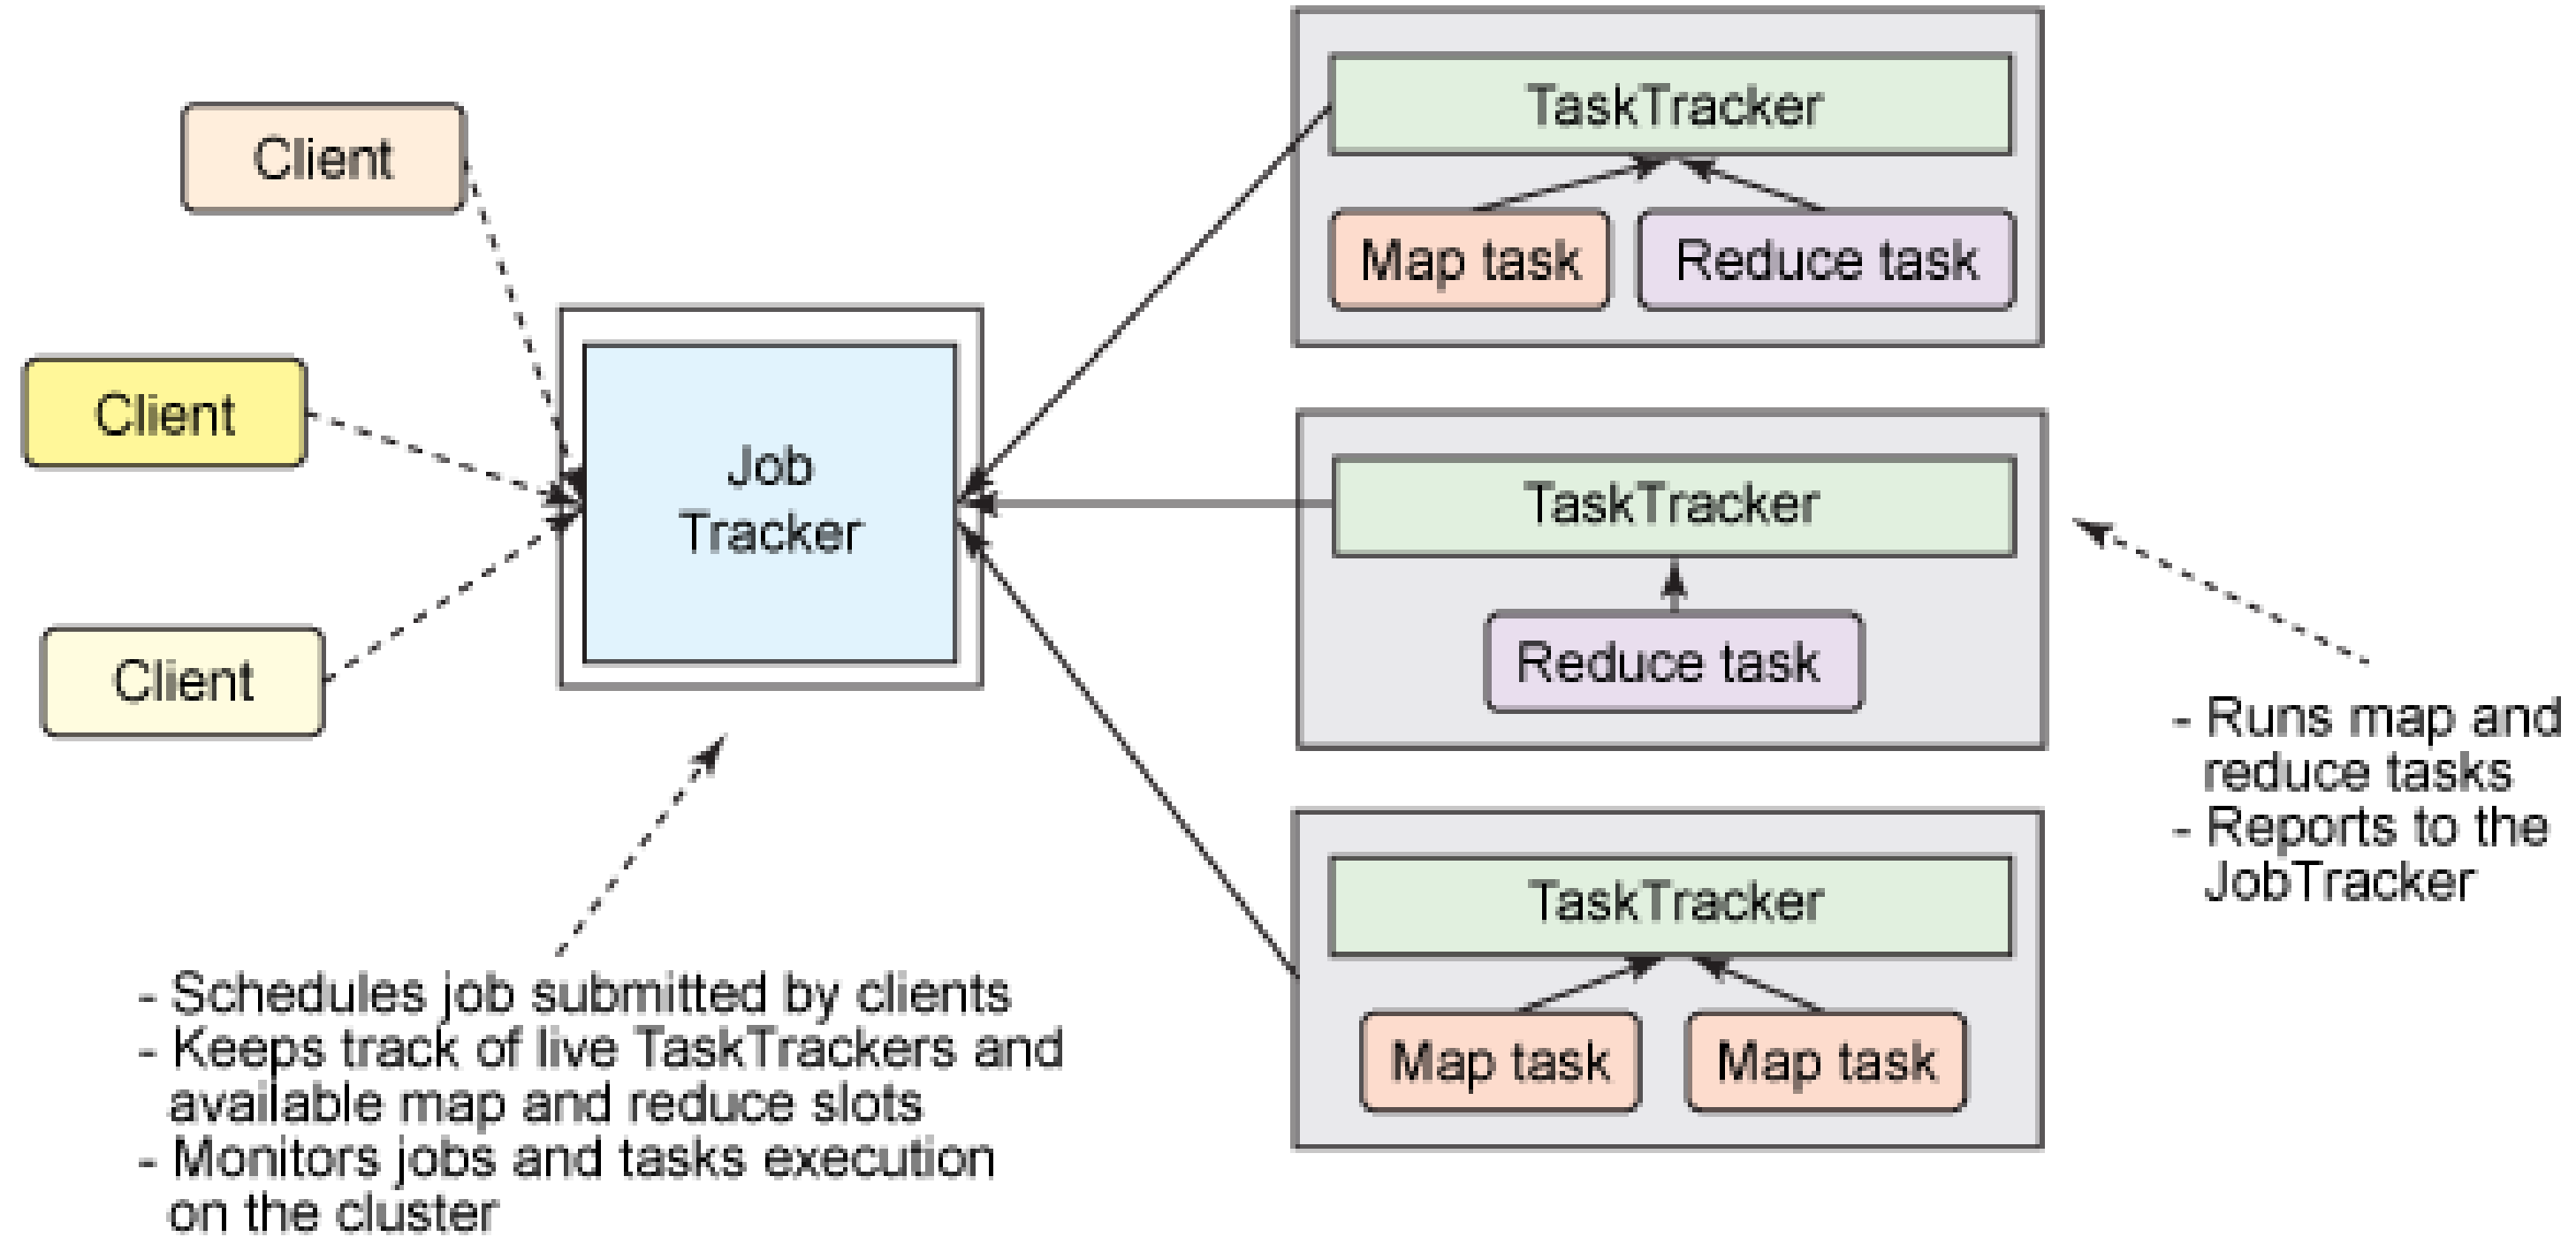 Client
Client
Client
Job
Tracker
TaskTracker
Map task
Reduce task
TaskTracker
Reduce task
TaskTracker
Map task
Map task
- Runs map and
reduce tasks
- Reports to the
JobTracker
- Schedules job submitted by clients
- Keeps track of live TaskTrackers and
available map and reduce slots
- Monitors jobs and tasks execution
on the cluster